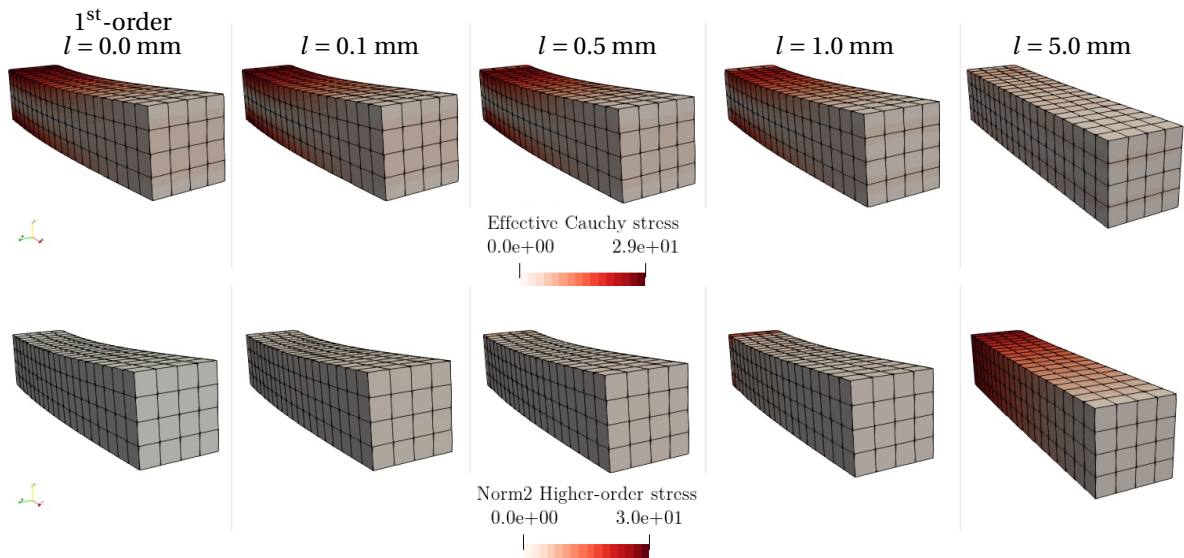 1st-order
l = 0.0 mm
l = 0.1 mm
l = 0.5 mm
l = 1.0 mm
l = 5.0 mm
Effective Cauchy stress
0.0e+00 2.9e+01
Norm2 Higher-order stress
0.0e+00 3.0e+01